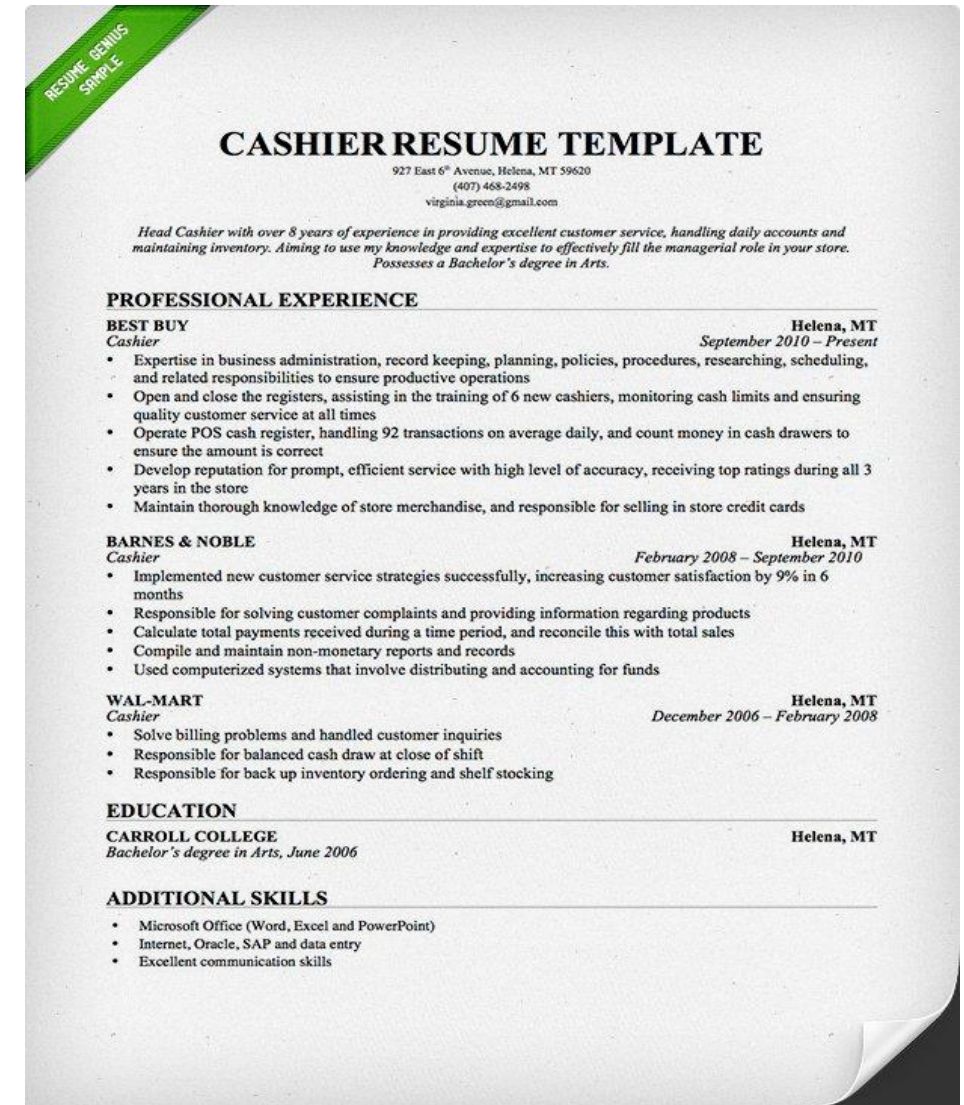 RESUME GENIUS
SAMPLE
CASHIER RESUME TEMPLATE
927 East 6th Avenue, Helena, MT 59620
(407) 468-2498
virginia.green@gmail.com
Head Cashier with over 8 years of experience in providing excellent customer service, handling daily accounts and
maintaining inventory. Aiming to use my knowledge and expertise to effectively fill the managerial role in your store.
Possesses a Bachelor's degree in Arts.
PROFESSIONAL EXPERIENCE
BEST BUY Helena, MT
Cashier September 2010 – Present
• Expertise in business administration, record keeping, planning, policies, procedures, researching, scheduling,
and related responsibilities to ensure productive operations
• Open and close the registers, assisting in the training of 6 new cashiers, monitoring cash limits and ensuring
quality customer service at all times
• Operate POS cash register, handling 92 transactions on average daily, and count money in cash drawers to
ensure the amount is correct
• Develop reputation for prompt, efficient service with high level of accuracy, receiving top ratings during all 3
years in the store
• Maintain thorough knowledge of store merchandise, and responsible for selling in store credit cards
BARNES & NOBLE Helena, MT
Cashier February 2008 – September 2010
• Implemented new customer service strategies successfully, increasing customer satisfaction by 9% in 6
months
• Responsible for solving customer complaints and providing information regarding products
• Calculate total payments received during a time period, and reconcile this with total sales
• Compile and maintain non-monetary reports and records
• Used computerized systems that involve distributing and accounting for funds
WAL-MART Helena, MT
Cashier December 2006 – February 2008
• Solve billing problems and handled customer inquiries
• Responsible for balanced cash draw at close of shift
• Responsible for back up inventory ordering and shelf stocking
EDUCATION
CARROLL COLLEGE Helena, MT
Bachelor's degree in Arts, June 2006
ADDITIONAL SKILLS
• Microsoft Office (Word, Excel and PowerPoint)
• Internet, Oracle, SAP and data entry
• Excellent communication skills